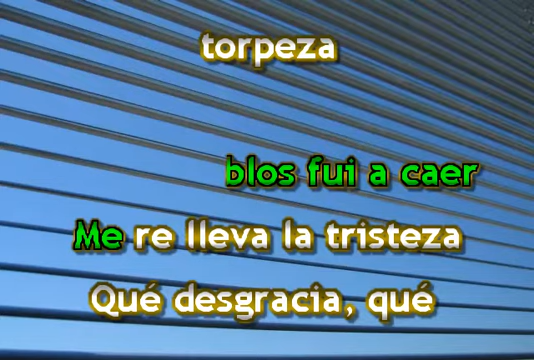 torpeza
blos fui a caer
Me re lleva la tristeza
Qué desgracia, qué